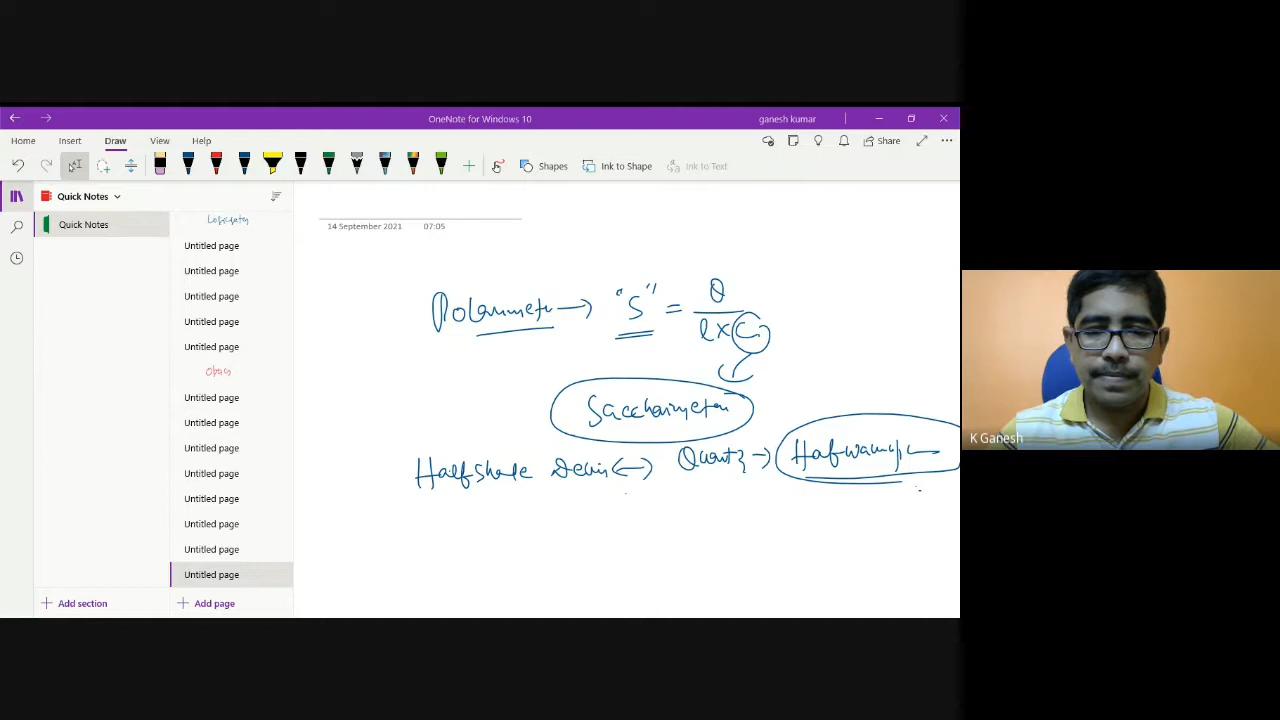 OneNote for Windows 10
ganesh kumar
Home Insert Draw View Help
Share
Shapes Ink to Shape Ink to Text
Quick Notes
Quick Notes
Untitled page
Untitled page
Untitled page
Untitled page
Untitled page
Untitled page
Untitled page
Untitled page
Untitled page
Untitled page
Untitled page
Untitled page
Untitled page
Add section
Add page
14 September 2021 07:05
Polarimeter → "S" = θ / l × C
Saccharimeter
Halfshade Device ↔ Quartz →
K Ganesh